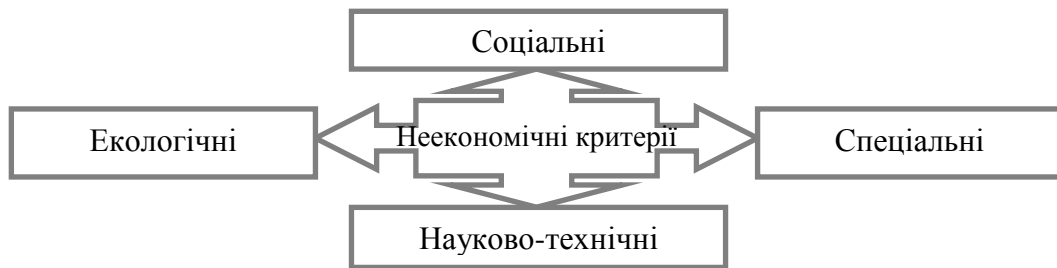 Соціальні
Екологічні
Неекономічні критерії
Спеціальні
Науково-технічні